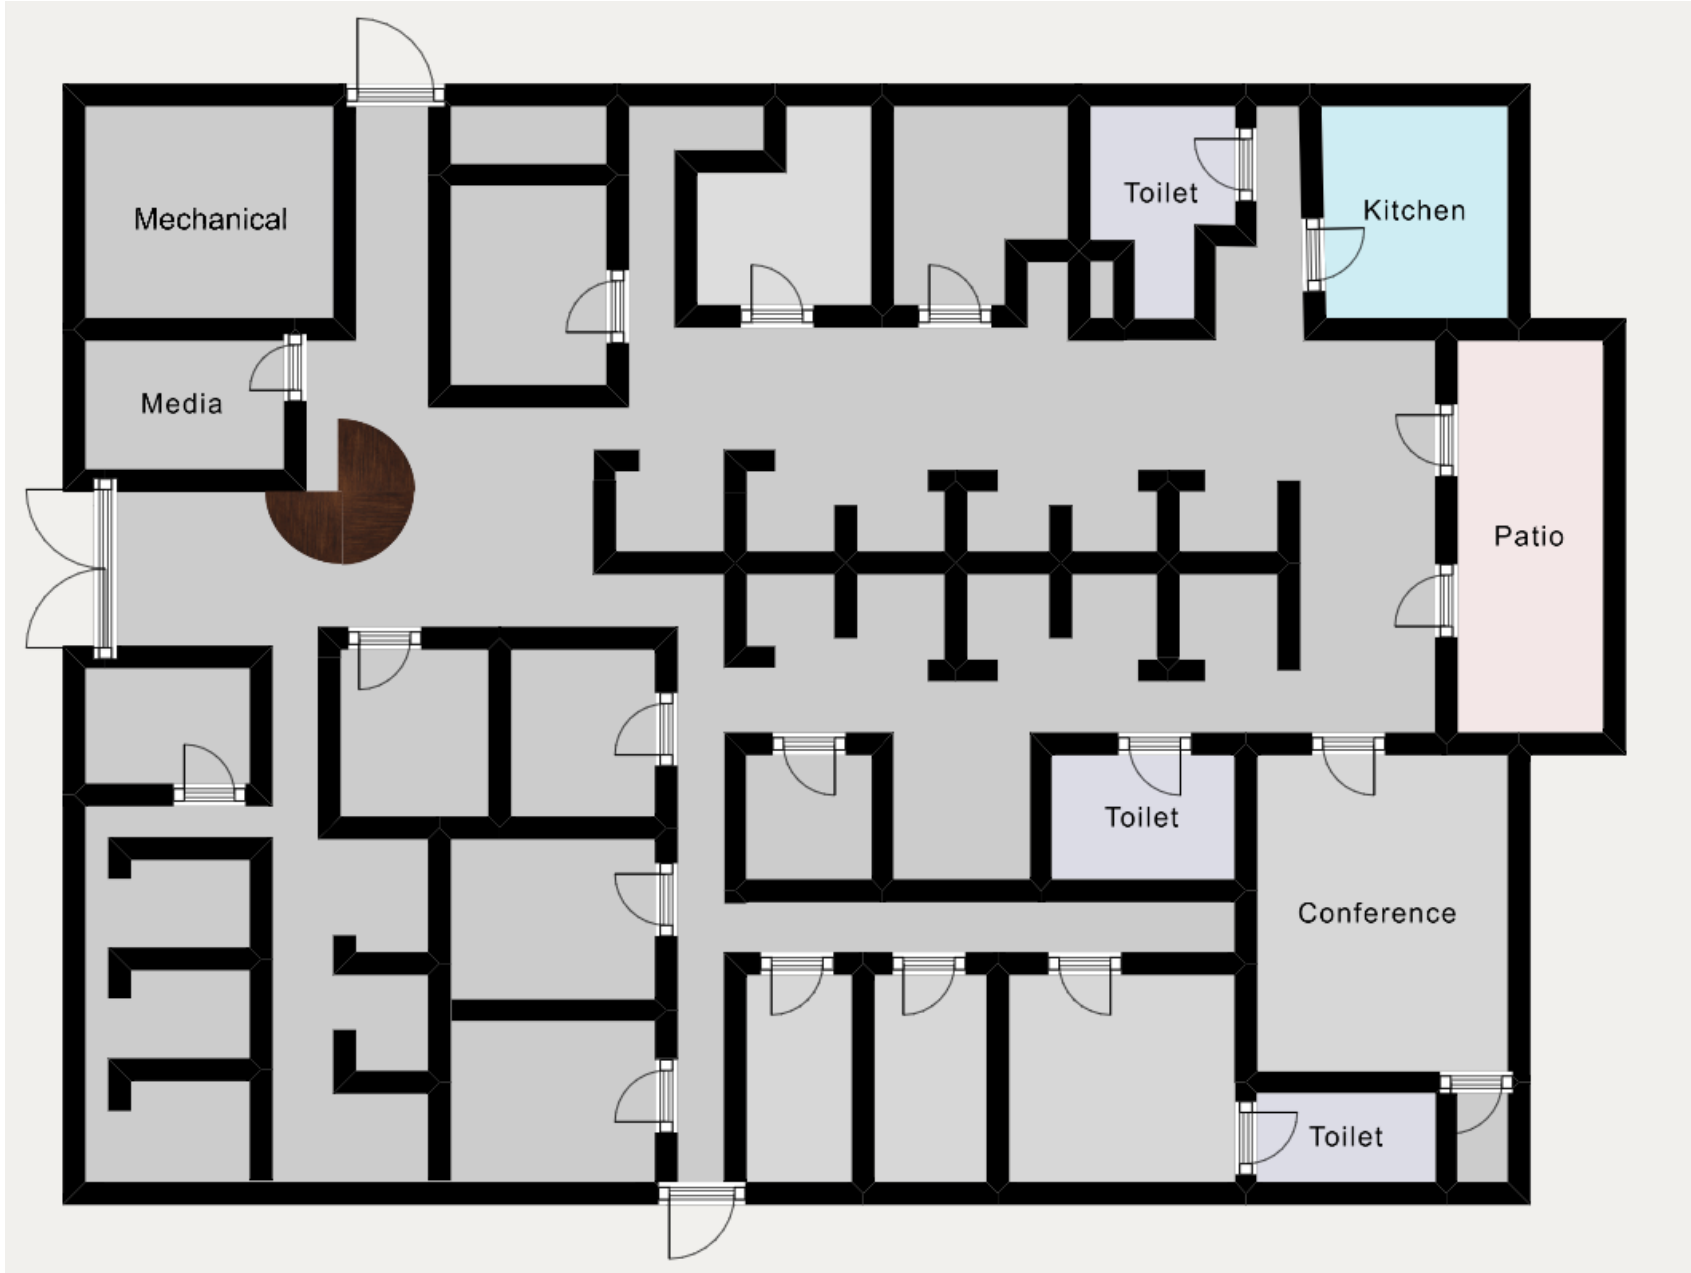 Mechanical
Toilet
Kitchen
Media
Patio
Toilet
Conference
Toilet